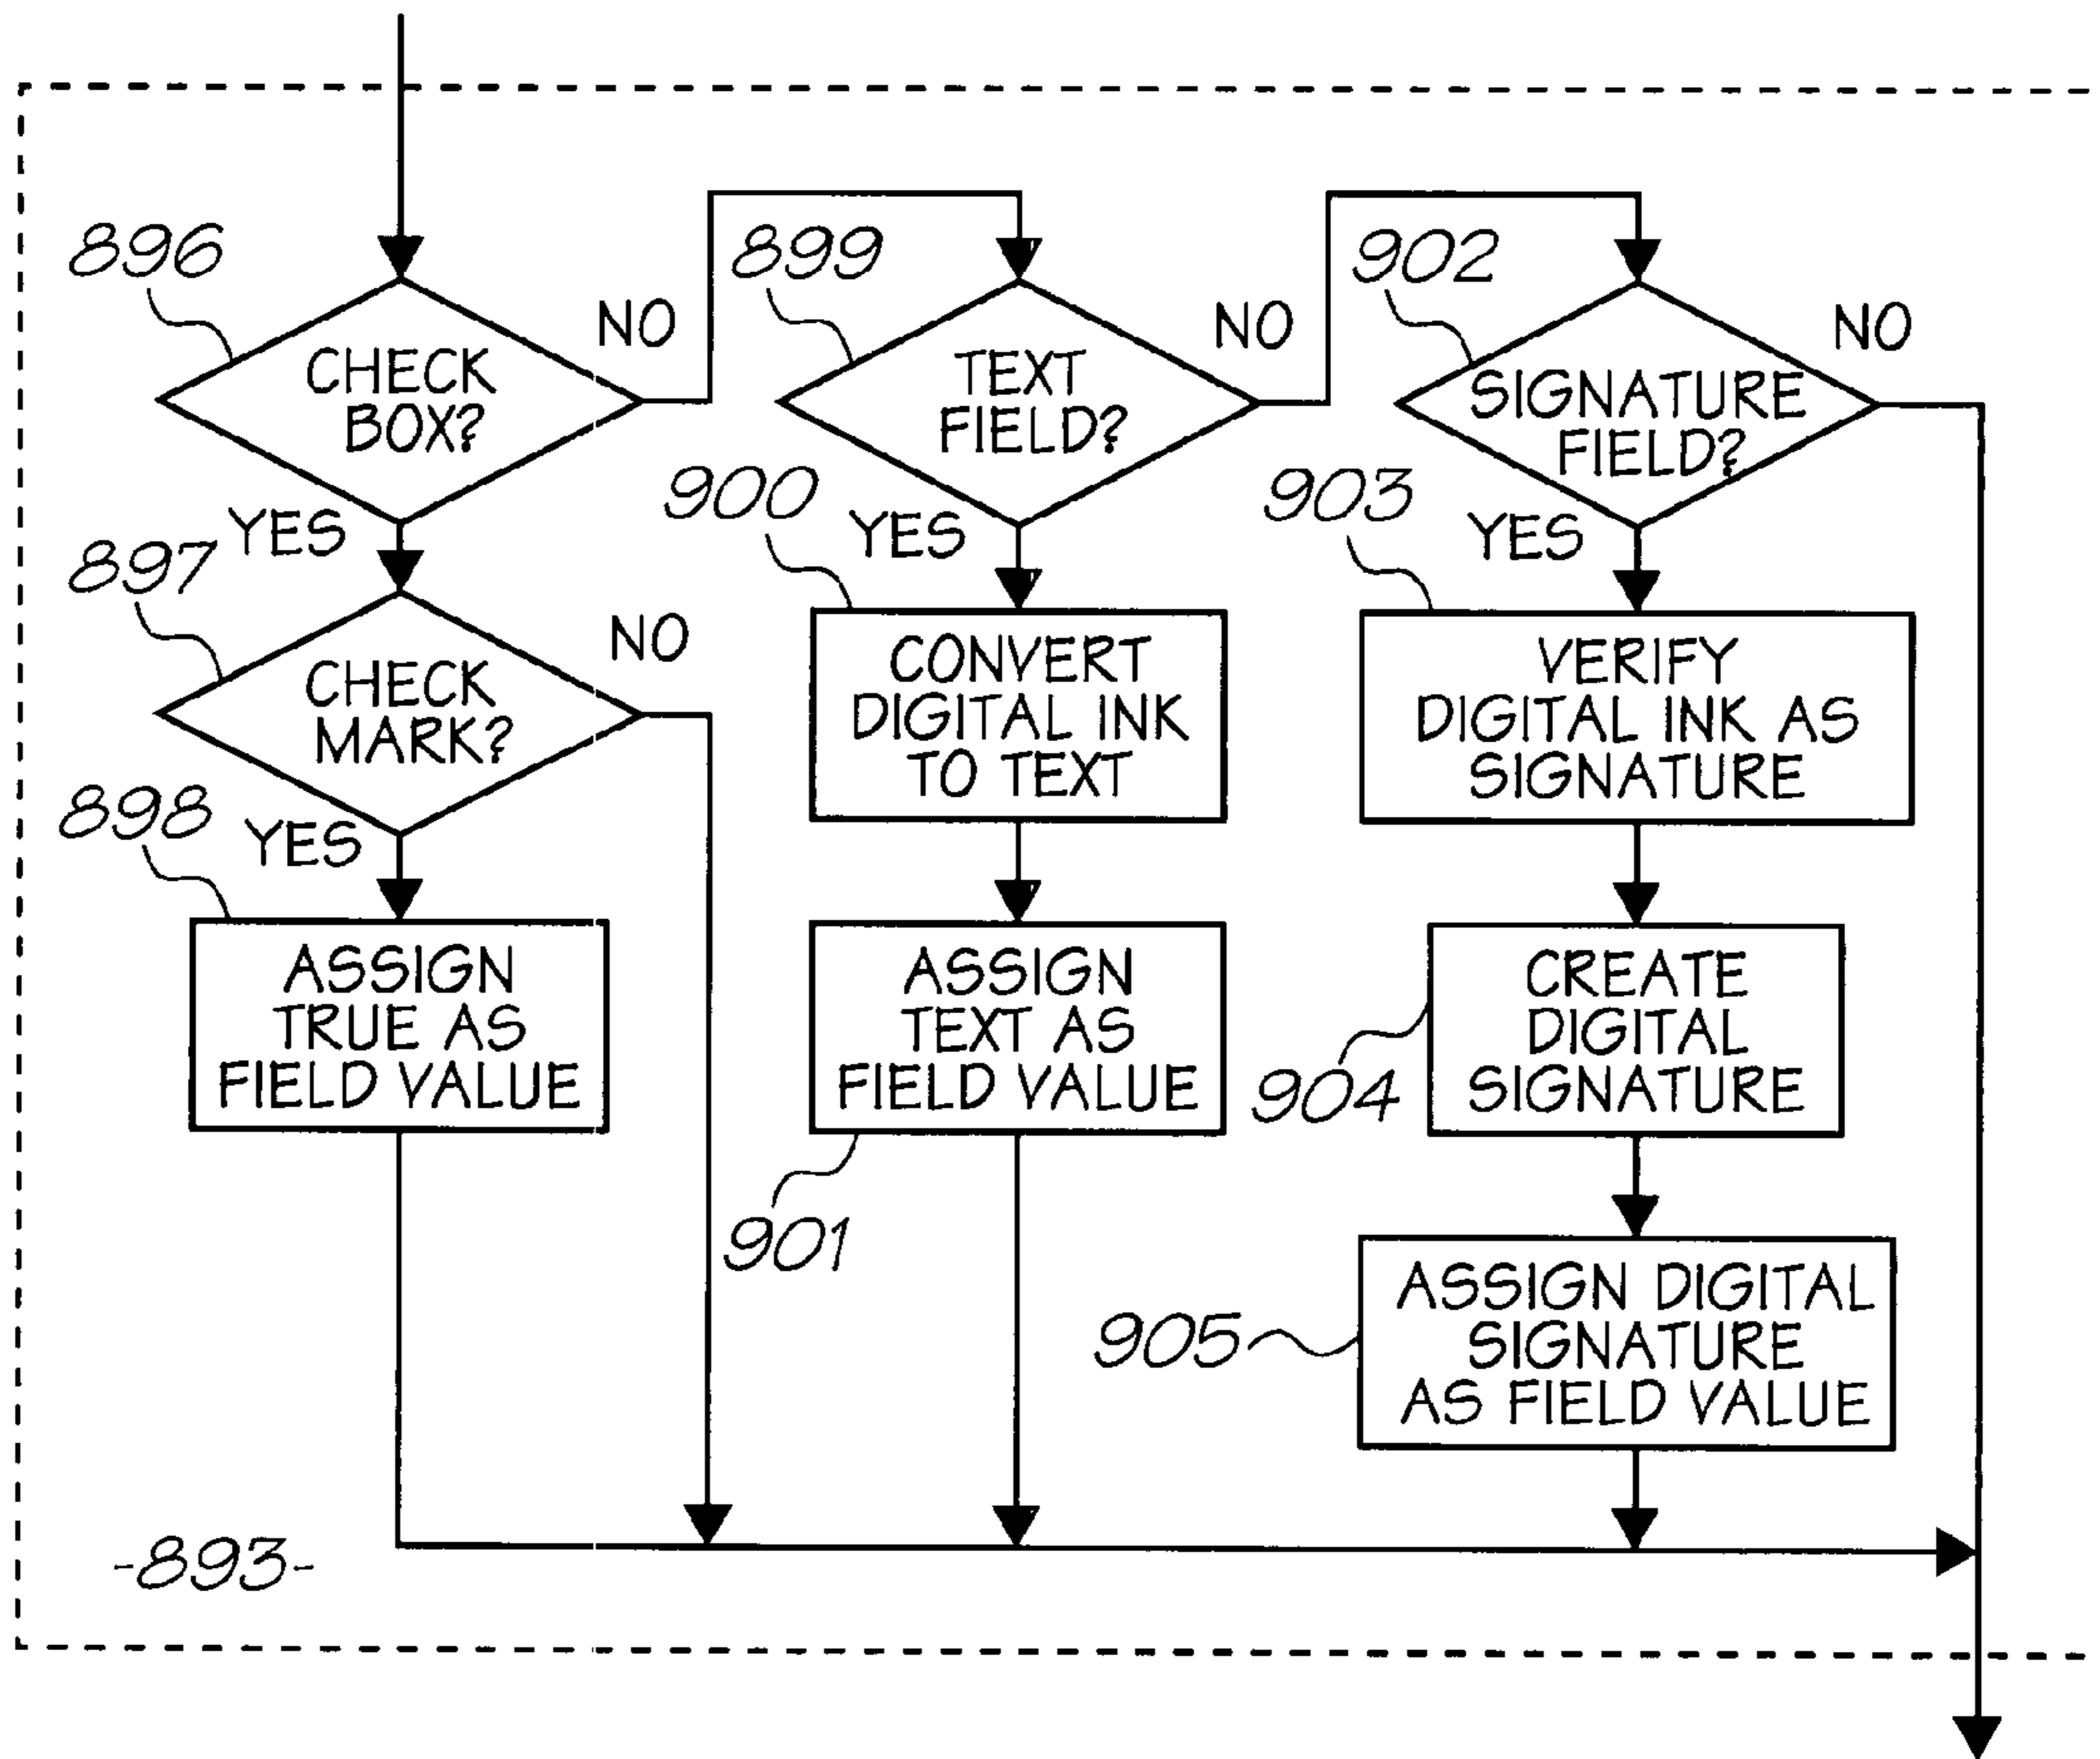 896
CHECK
BOX?
NO
YES
897
CHECK
MARK?
NO
YES
898
ASSIGN
TRUE AS
FIELD VALUE
899
TEXT
FIELD?
NO
YES
900
CONVERT
DIGITAL INK
TO TEXT
ASSIGN
TEXT AS
FIELD VALUE
901
902
SIGNATURE
FIELD?
NO
YES
903
VERIFY
DIGITAL INK AS
SIGNATURE
CREATE
DIGITAL
SIGNATURE
904
ASSIGN DIGITAL
SIGNATURE
AS FIELD VALUE
905
-893-